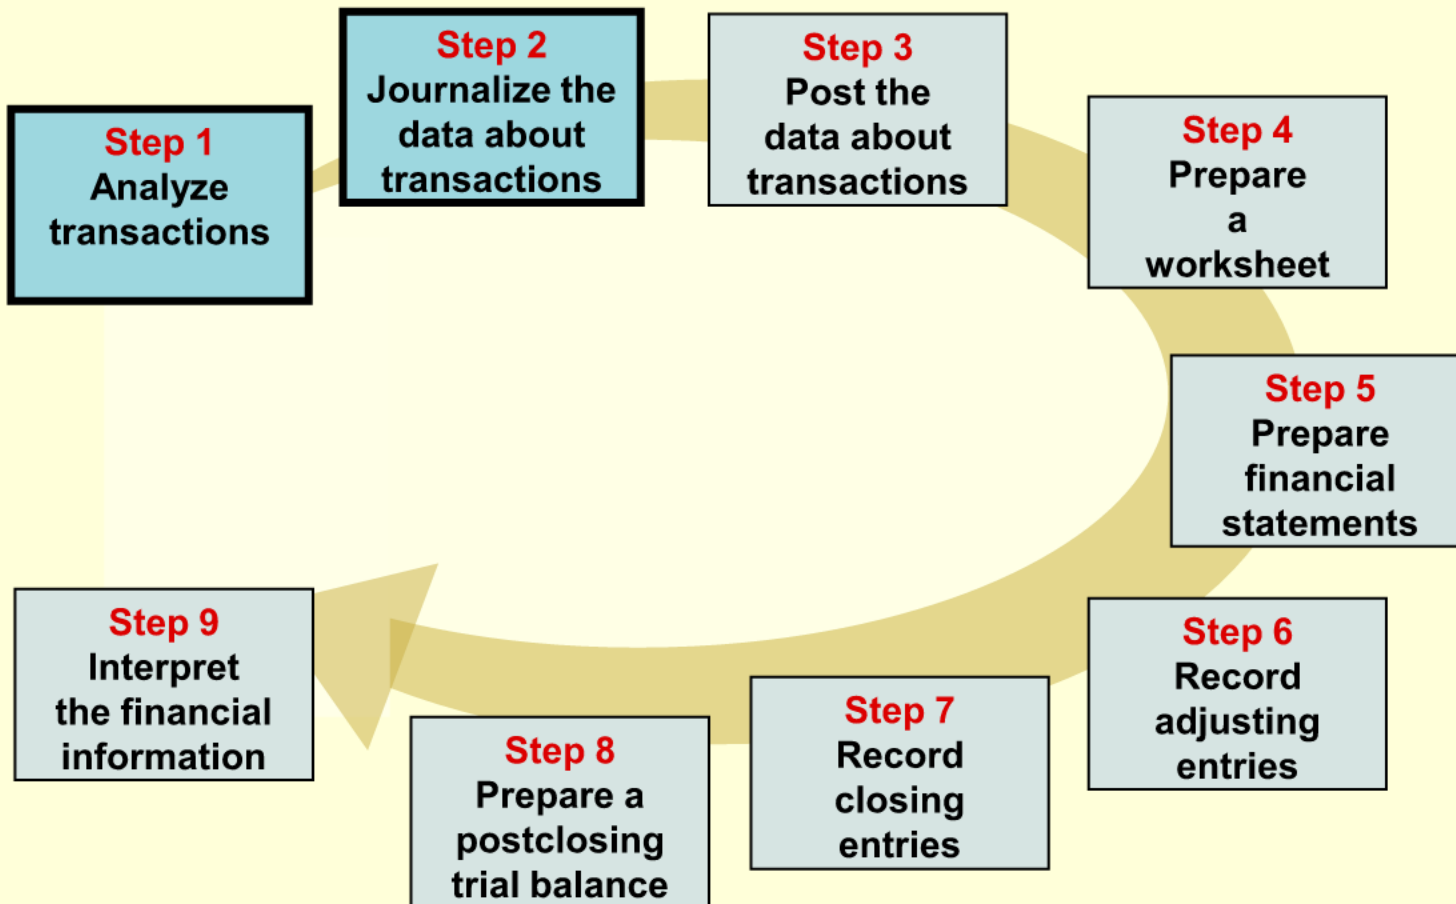 Step 1
Analyze
transactions
Step 2
Journalize the
data about
transactions
Step 3
Post the
data about
transactions
Step 4
Prepare
a
worksheet
Step 5
Prepare
financial
statements
Step 6
Record
adjusting
entries
Step 7
Record
closing
entries
Step 8
Prepare a
postclosing
trial balance
Step 9
Interpret
the financial
information